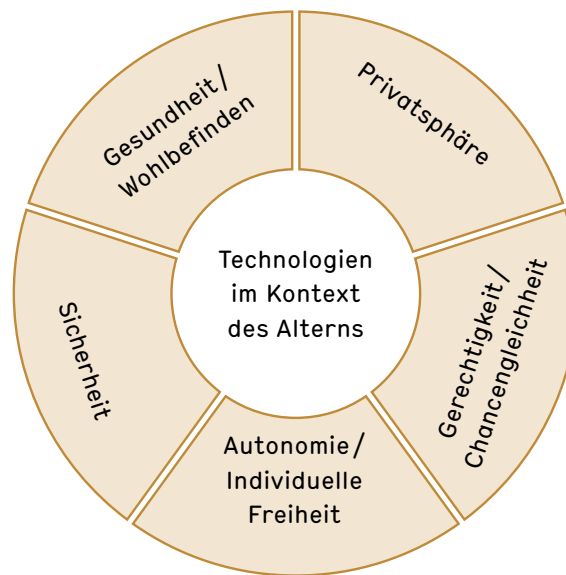 Gesundheit/
Wohlbefinden
Privatsphäre
Technologien
im Kontext
des Alterns
Sicherheit
Gerechtigkeit/
Chancengleichheit
Autonomie/
Individuelle
Freiheit